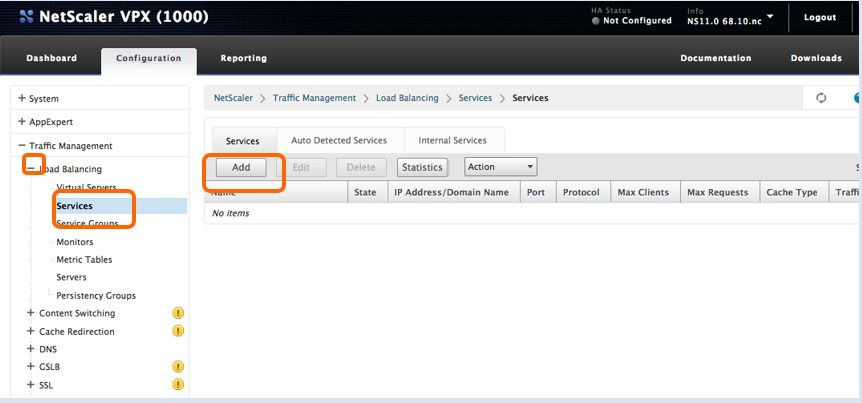 NetScaler VPX (1000)
HA Status
Not Configured
Info
NS11.0 68.10.nc
Logout
Dashboard
Configuration
Reporting
Documentation
Downloads
System
AppExpert
Traffic Management
Load Balancing
Virtual Servers
Services
Service Groups
Monitors
Metric Tables
Servers
Persistency Groups
Content Switching
Cache Redirection
DNS
GSLB
SSL
NetScaler > Traffic Management > Load Balancing > Services > Services
Services Auto Detected Services Internal Services
Add Edit Delete Statistics Action
Name State IP Address/Domain Name Port Protocol Max Clients Max Requests Cache Type Traffi
No items